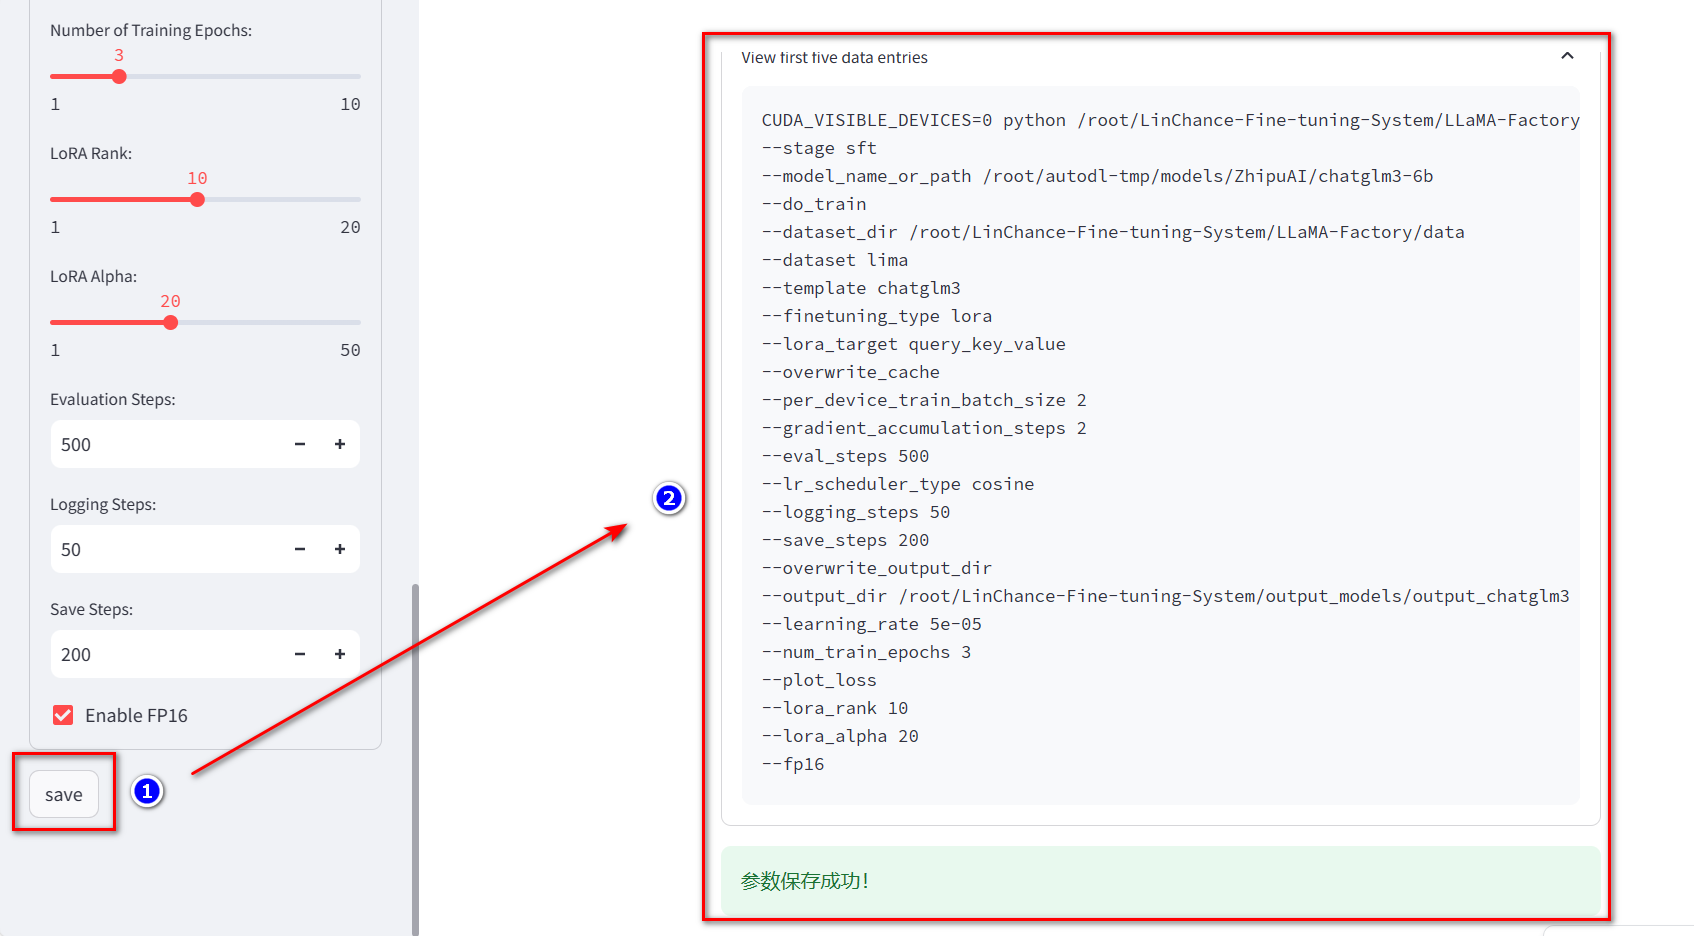 Number of Training Epochs:
3
1 10
LoRA Rank:
10
1 20
LoRA Alpha:
20
1 50
Evaluation Steps:
500 − +
Logging Steps:
50 − +
Save Steps:
200 − +
Enable FP16
save
1
2
View first five data entries
CUDA_VISIBLE_DEVICES=0 python /root/LinChance-Fine-tuning-System/LLaMA-Factory
--stage sft
--model_name_or_path /root/autodl-tmp/models/ZhipuAI/chatglm3-6b
--do_train
--dataset_dir /root/LinChance-Fine-tuning-System/LLaMA-Factory/data
--dataset lima
--template chatglm3
--finetuning_type lora
--lora_target query_key_value
--overwrite_cache
--per_device_train_batch_size 2
--gradient_accumulation_steps 2
--eval_steps 500
--lr_scheduler_type cosine
--logging_steps 50
--save_steps 200
--overwrite_output_dir
--output_dir /root/LinChance-Fine-tuning-System/output_models/output_chatglm3
--learning_rate 5e-05
--num_train_epochs 3
--plot_loss
--lora_rank 10
--lora_alpha 20
--fp16
参数保存成功！